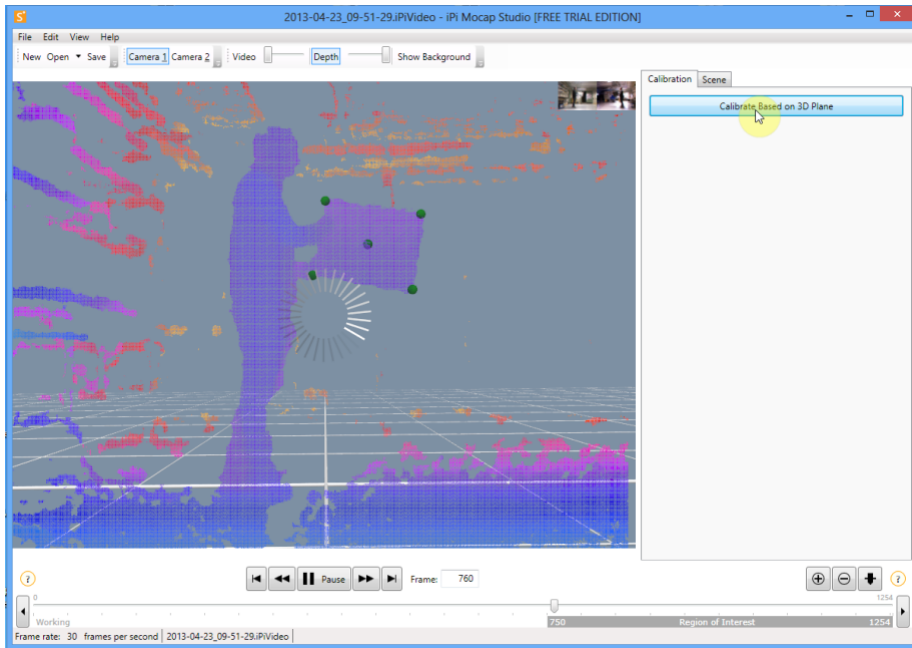 2013-04-23_09-51-29.iPiVideo - iPi Mocap Studio [FREE TRIAL EDITION]
File Edit View Help
New Open Save Camera 1 Camera 2 Video Depth Show Background
Calibration Scene
Calibrate Based on 3D Plane
? Pause Frame: 760 ?
0 1254
Working 750 Region of Interest 1254
Frame rate: 30 frames per second 2013-04-23_09-51-29.iPiVideo